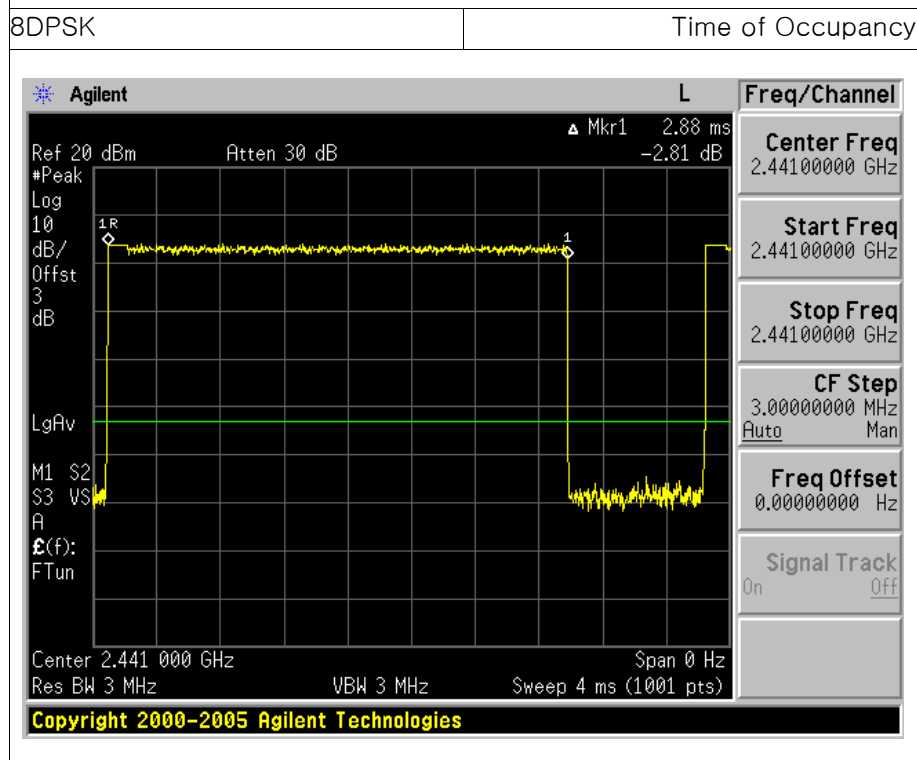 8DPSK Time of Occupancy
Agilent L Freq/Channel
Mkr1 2.88 ms
Ref 20 dBm Atten 30 dB -2.81 dB
#Peak
Log
10
dB/
Offst
3
dB
1R
1
LgAv
M1 S2
S3 VS
A
£(f):
FTun
Center 2.441 000 GHz Span 0 Hz
Res BW 3 MHz VBW 3 MHz Sweep 4 ms (1001 pts)
Copyright 2000-2005 Agilent Technologies
Center Freq
2.44100000 GHz
Start Freq
2.44100000 GHz
Stop Freq
2.44100000 GHz
CF Step
3.00000000 MHz
Auto Man
Freq Offset
0.00000000 Hz
Signal Track
On Off